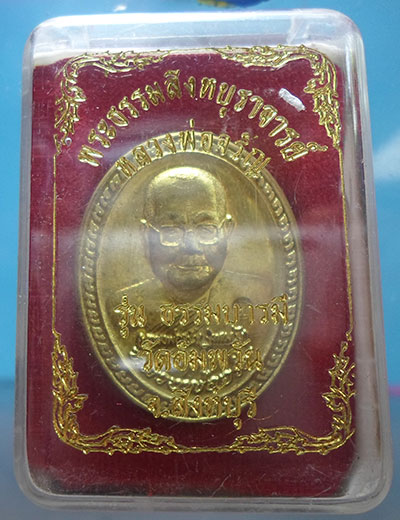 พระธรรมสิงหบุราจารย์
หลวงพ่อจรัญ
รุ่น ธรรมบารมี
วัดอัมพวัน
จ.สิงหบุรี